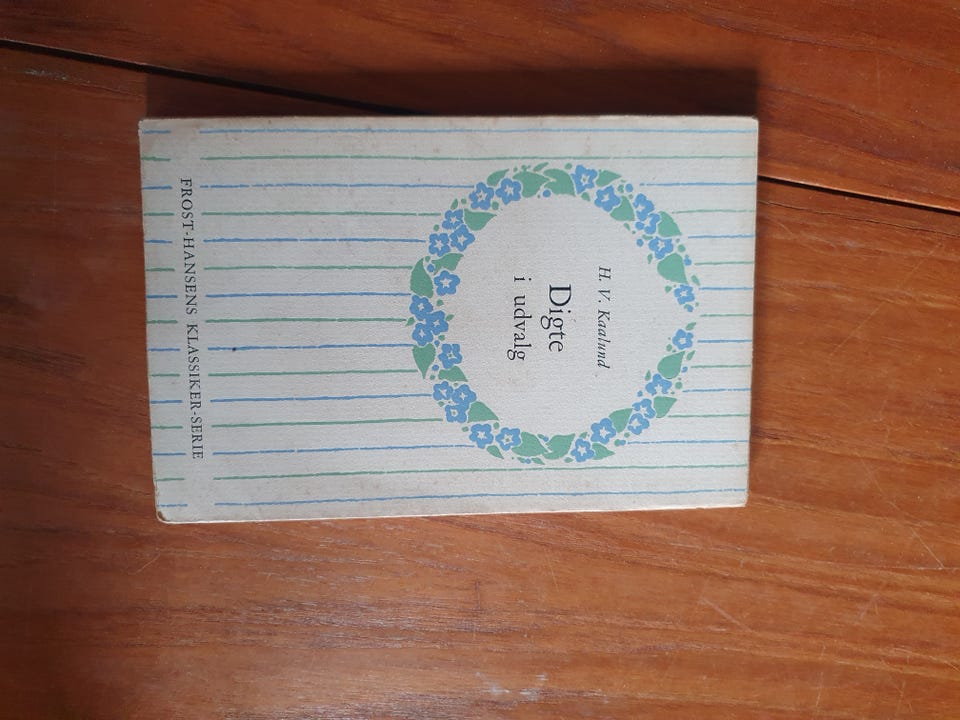 H. V. Kaalund
Digte
i udvalg
FROST-HANSENS KLASSIKER-SERIE